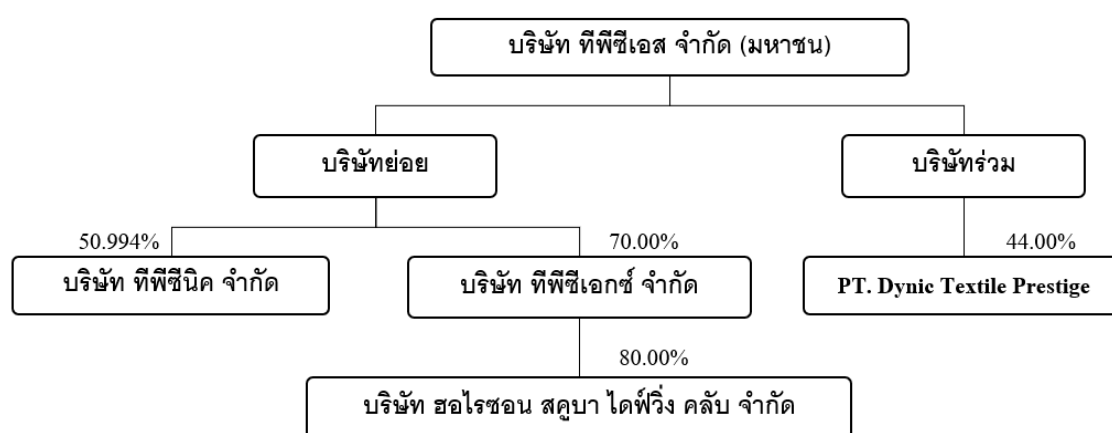 บริษัท ทีพีซีเอส จำกัด (มหาชน)
บริษัทย่อย
บริษัทร่วม
50.994%
70.00%
44.00%
บริษัท ทีพีซีนิค จำกัด
บริษัท ทีพีซีเอกซ์ จำกัด
PT. Dynic Textile Prestige
80.00%
บริษัท ฮอไรซอน สคูบา ไดฟ์วิ่ง คลับ จำกัด